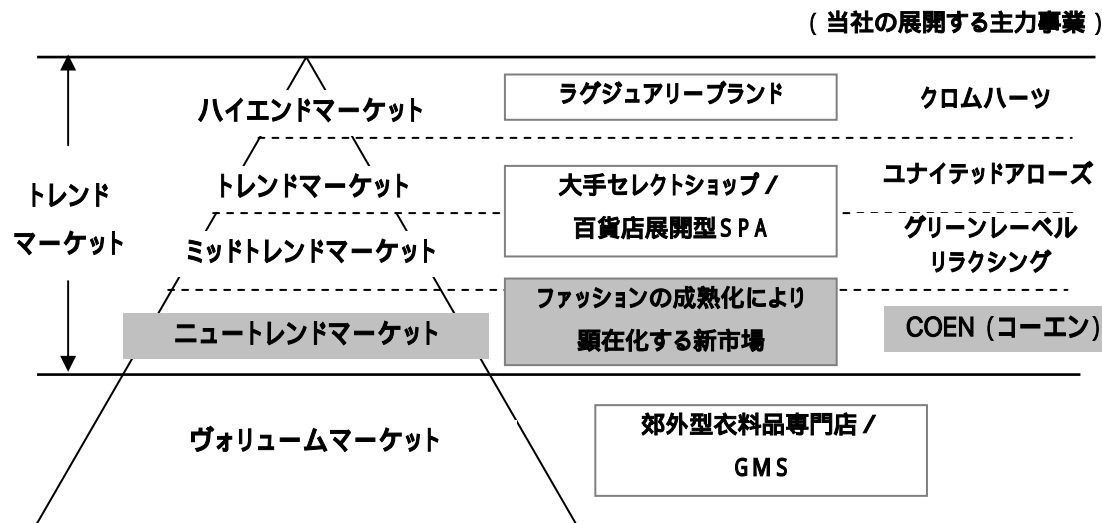 (当社の展開する主力事業)
ハイエンドマーケット
ラグジュアリーブランド
クロムハーツ
トレンド
マーケット
トレンドマーケット
大手セレクトショップ/
百貨店展開型SPA
ユナイテッドアローズ
ミッドトレンドマーケット
グリーンレーベル
リラクシング
ニュートレンドマーケット
ファッションの成熟化により
顕在化する新市場
COEN (コーエン)
ヴォリュームマーケット
郊外型衣料品専門店/
GMS